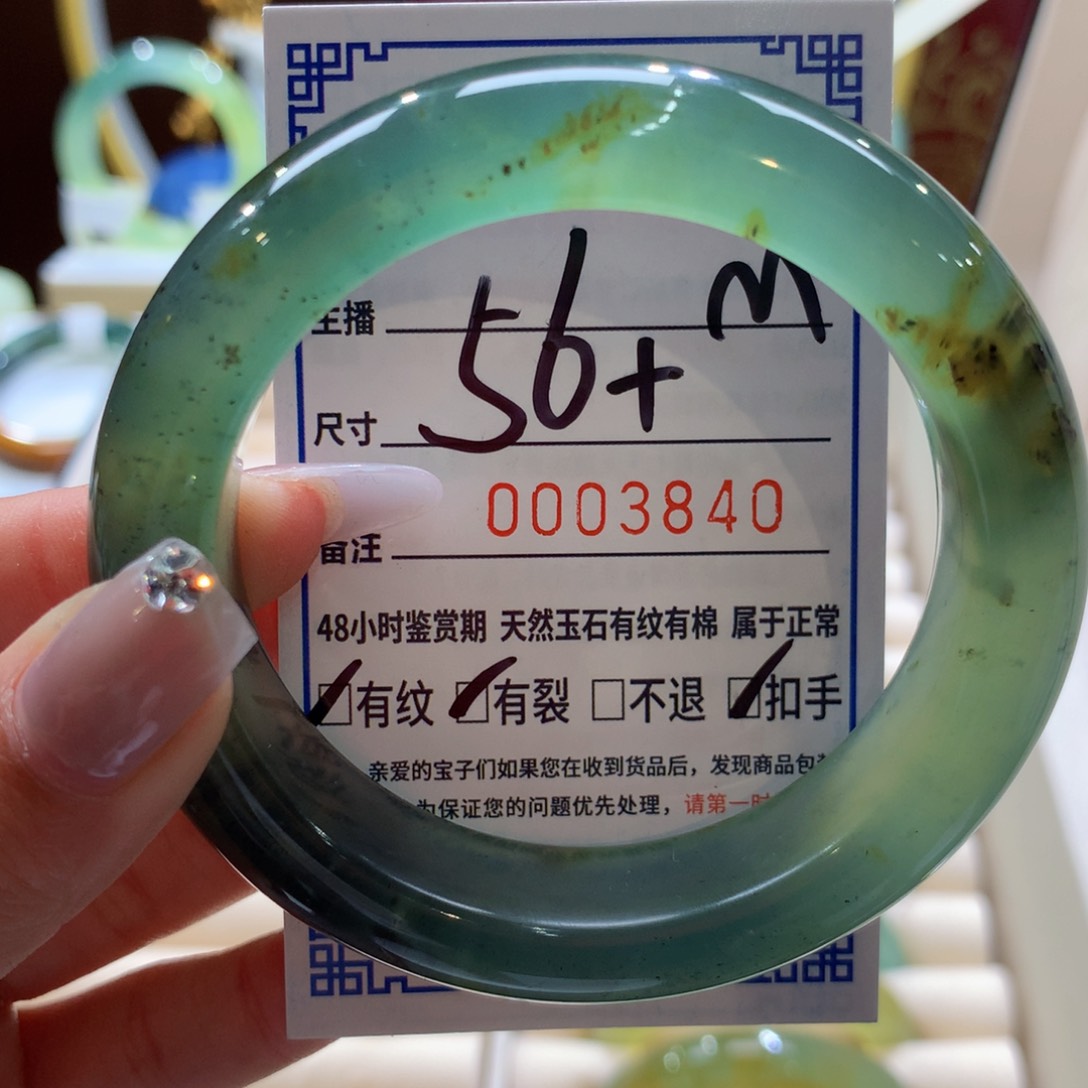 主播 M
尺寸 56+
0003840
备注
48小时鉴赏期 天然玉石有纹有棉 属于正常
☑有纹 ☑有裂 □不退 ☑扣手
亲爱的宝子们如果您在收到货品后，发现商品包
为保证您的问题优先处理，请第一时